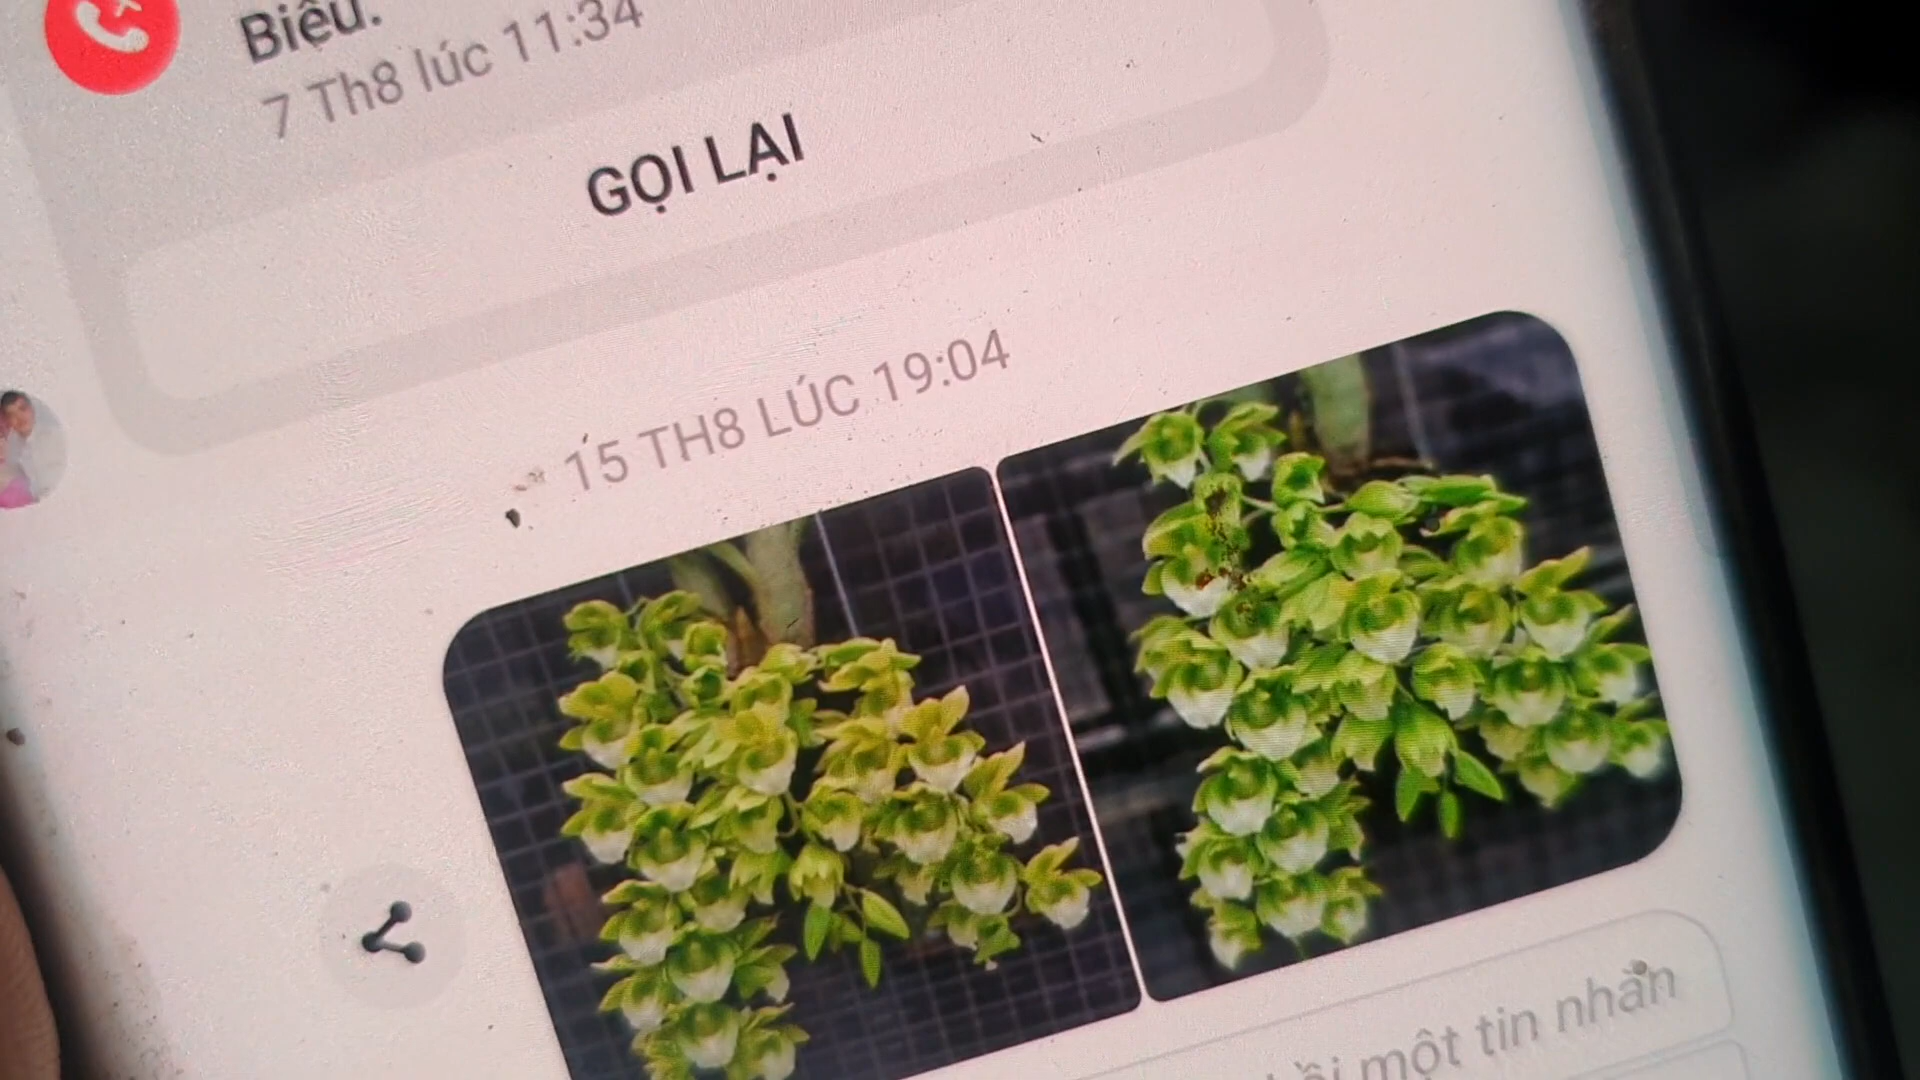 Biểu.
7 Th8 lúc 11:34
GỌI LẠI
15 TH8 LÚC 19:04
một tin nhắn